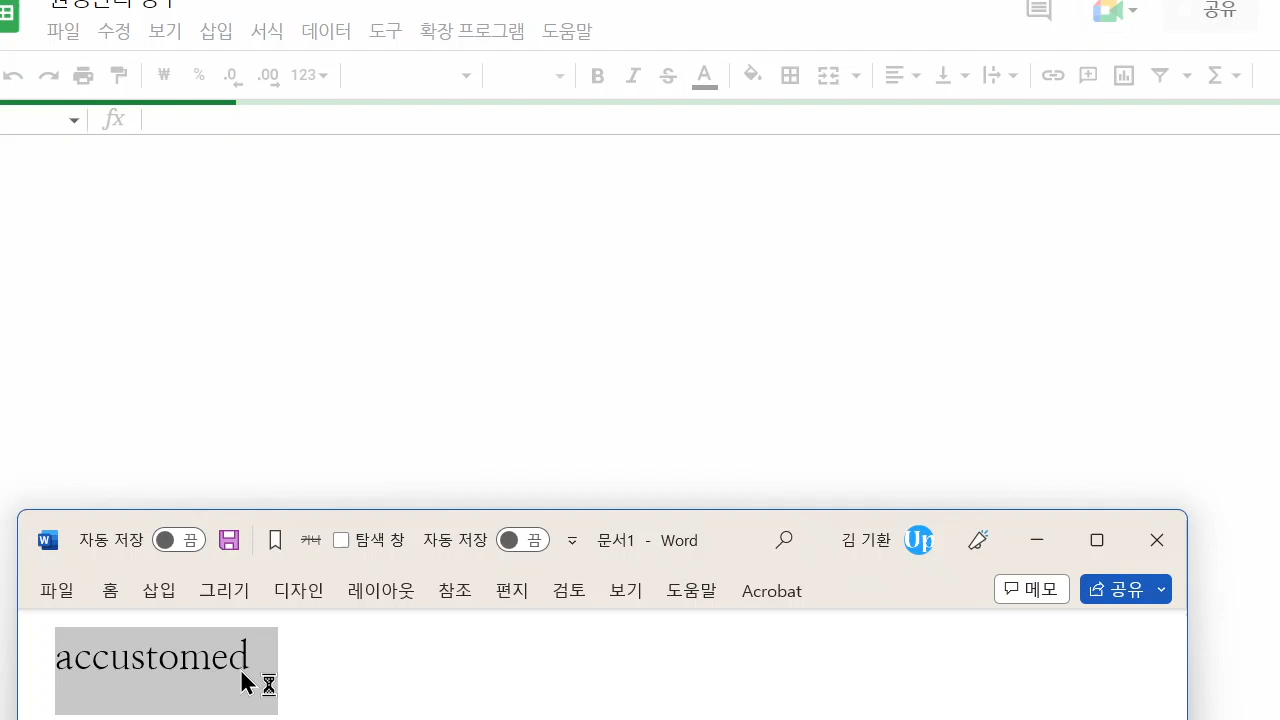 공유
파일 수정 보기 삽입 서식 데이터 도구 확장 프로그램 도움말
₩ % .0 .00 123 B I S A Σ
fx
자동 저장 끔 가나 탐색 창 자동 저장 끔 문서1 - Word 김 기환 Up
파일 홈 삽입 그리기 디자인 레이아웃 참조 편지 검토 보기 도움말 Acrobat 메모 공유
accustomed